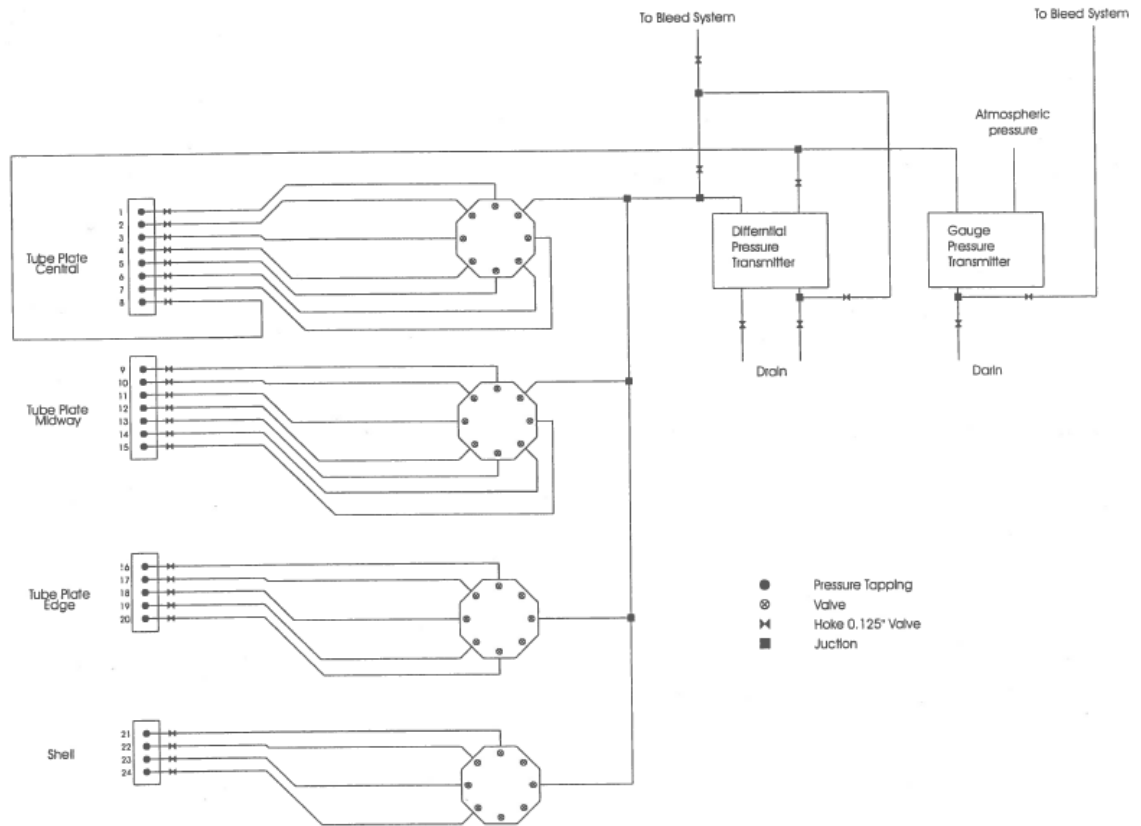 To Bleed System
To Bleed System
Atmospheric
pressure
Tube Plate
Central
1
2
3
4
5
6
7
8
Differntial
Pressure
Transmitter
Gauge
Pressure
Transmitter
Drain
Darin
Tube Plate
Midway
9
10
11
12
13
14
15
Tube Plate
Edge
16
17
18
19
20
Pressure Tapping
Valve
Hoke 0.125" Valve
Juction
Shell
21
22
23
24